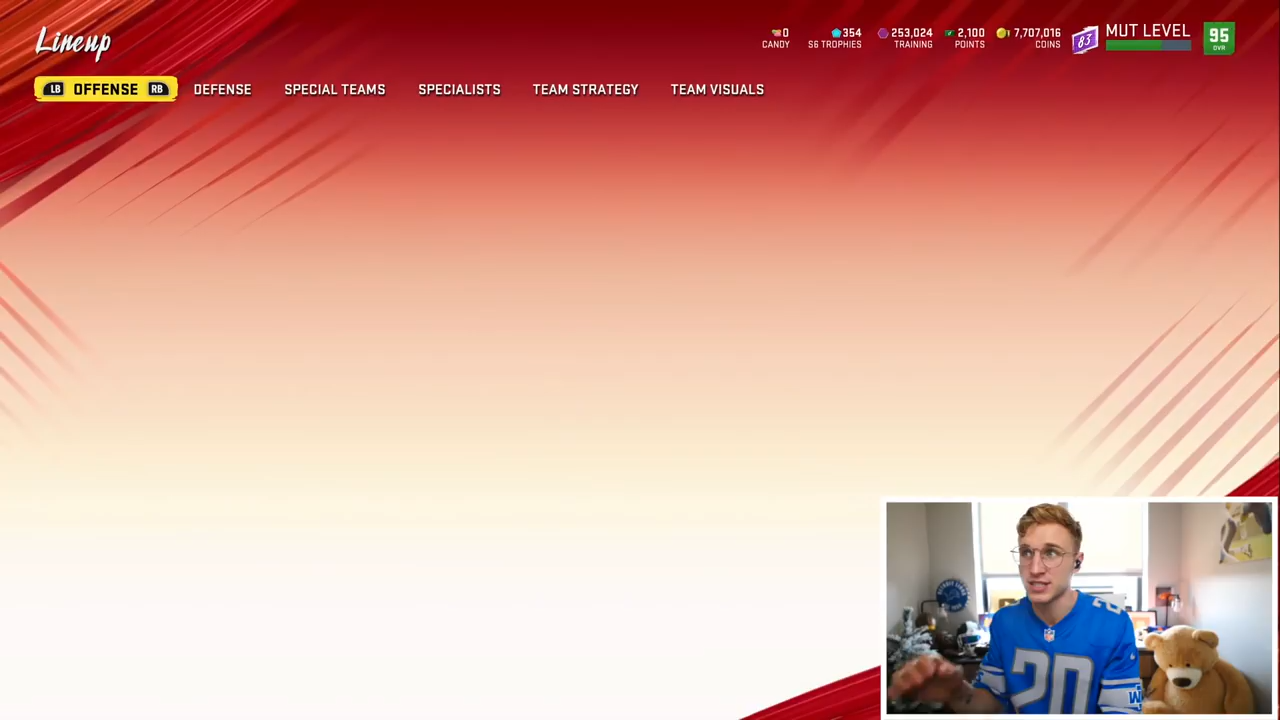 Lineup
0 CANDY
354 S6 TROPHIES
253,024 TRAINING
2,100 POINTS
7,707,016 COINS
83 MUT LEVEL
95 OVR
LB OFFENSE RB DEFENSE SPECIAL TEAMS SPECIALISTS TEAM STRATEGY TEAM VISUALS
20